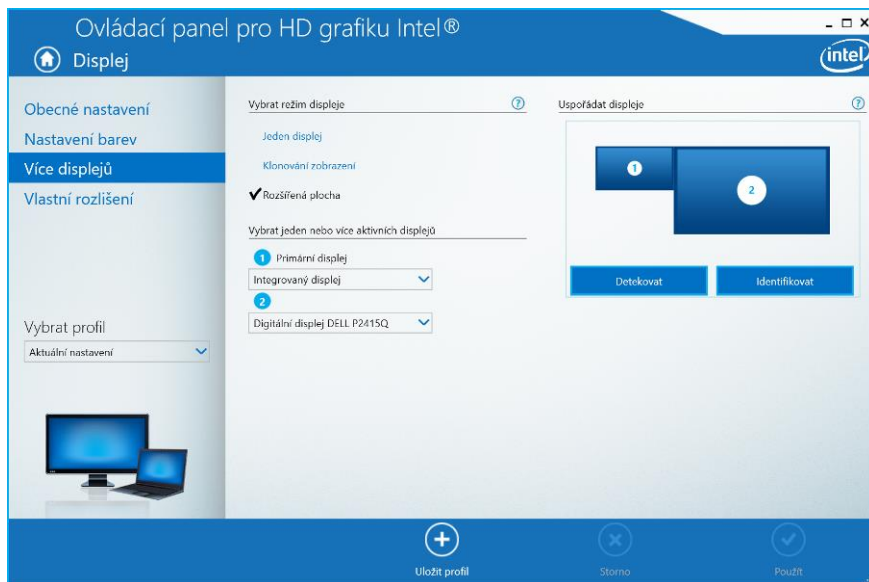 Ovládací panel pro HD grafiku Intel®
Displej
intel
Obecné nastavení
Nastavení barev
Více displejů
Vlastní rozlišení
Vybrat profil
Aktuální nastavení
Vybrat režim displeje
?
Jeden displej
Klonování zobrazení
Rozšířená plocha
Vybrat jeden nebo více aktivních displejů
1 Primární displej
Integrovaný displej
2
Digitální displej DELL P2415Q
Uspořádat displeje
?
1
2
Detekovat
Identifikovat
Uložit profil
Storno
Použít